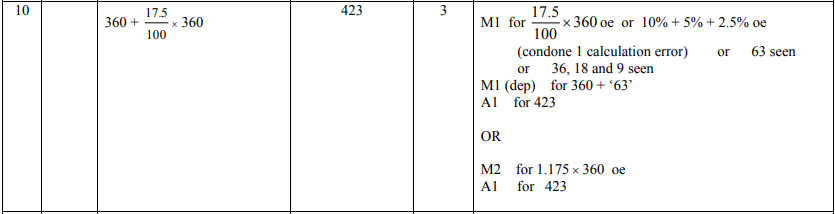 10
360 + 17.5/100 × 360
423
3
M1 for 17.5/100 × 360 oe or 10% + 5% + 2.5% oe
(condone 1 calculation error) or 63 seen
or 36, 18 and 9 seen
M1 (dep) for 360 + ‘63’
A1 for 423
OR
M2 for 1.175 × 360 oe
A1 for 423